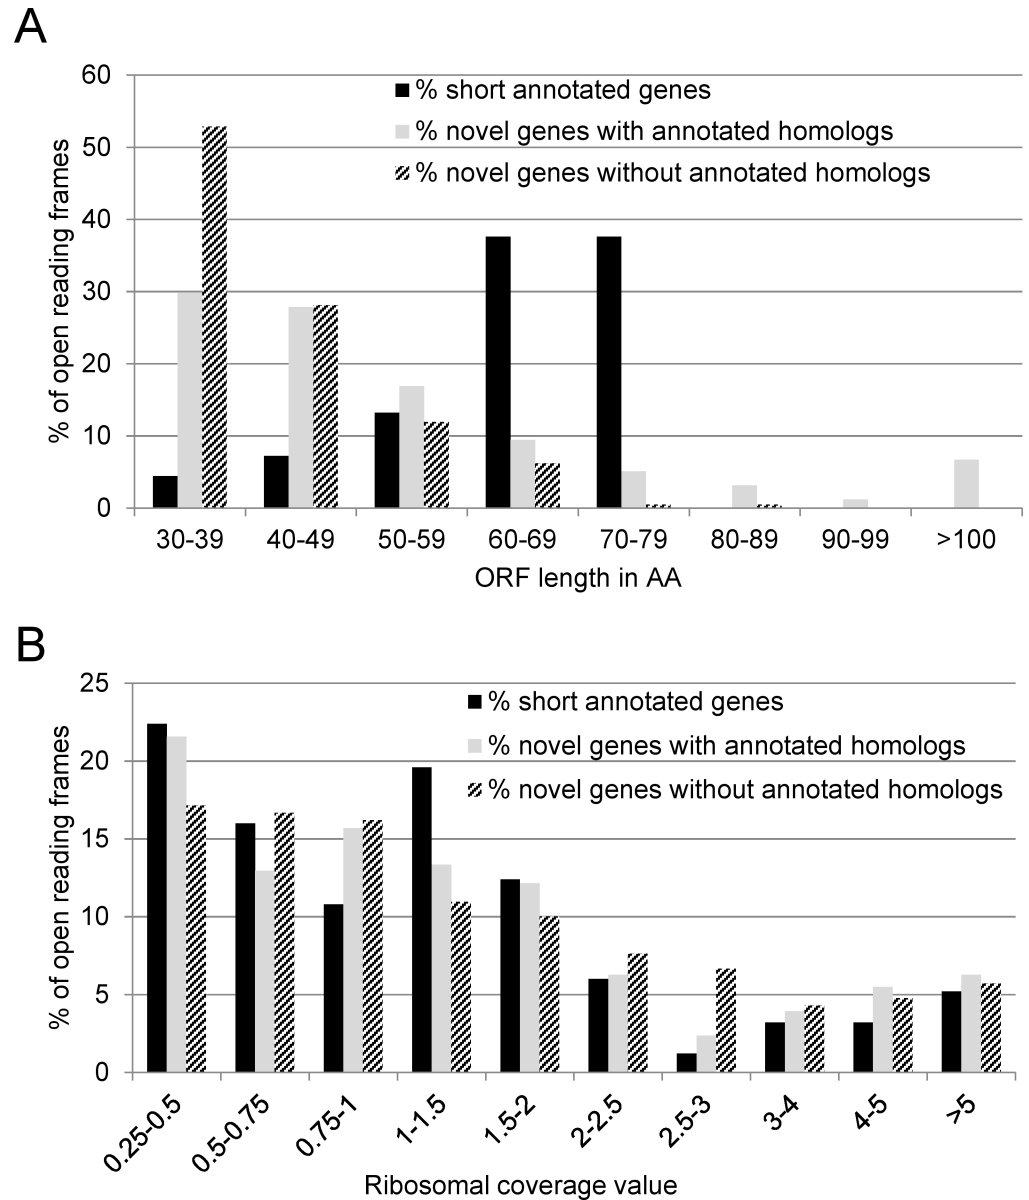 A
60
50
40
30
20
10
0
% of open reading frames
% short annotated genes
% novel genes with annotated homologs
% novel genes without annotated homologs
30-39 40-49 50-59 60-69 70-79 80-89 90-99 >100
ORF length in AA
B
25
20
15
10
5
0
% of open reading frames
% short annotated genes
% novel genes with annotated homologs
% novel genes without annotated homologs
0.25-0.5 0.5-0.75 0.75-1 1-1.5 1.5-2 2-2.5 2.5-3 3-4 4-5 >5
Ribosomal coverage value